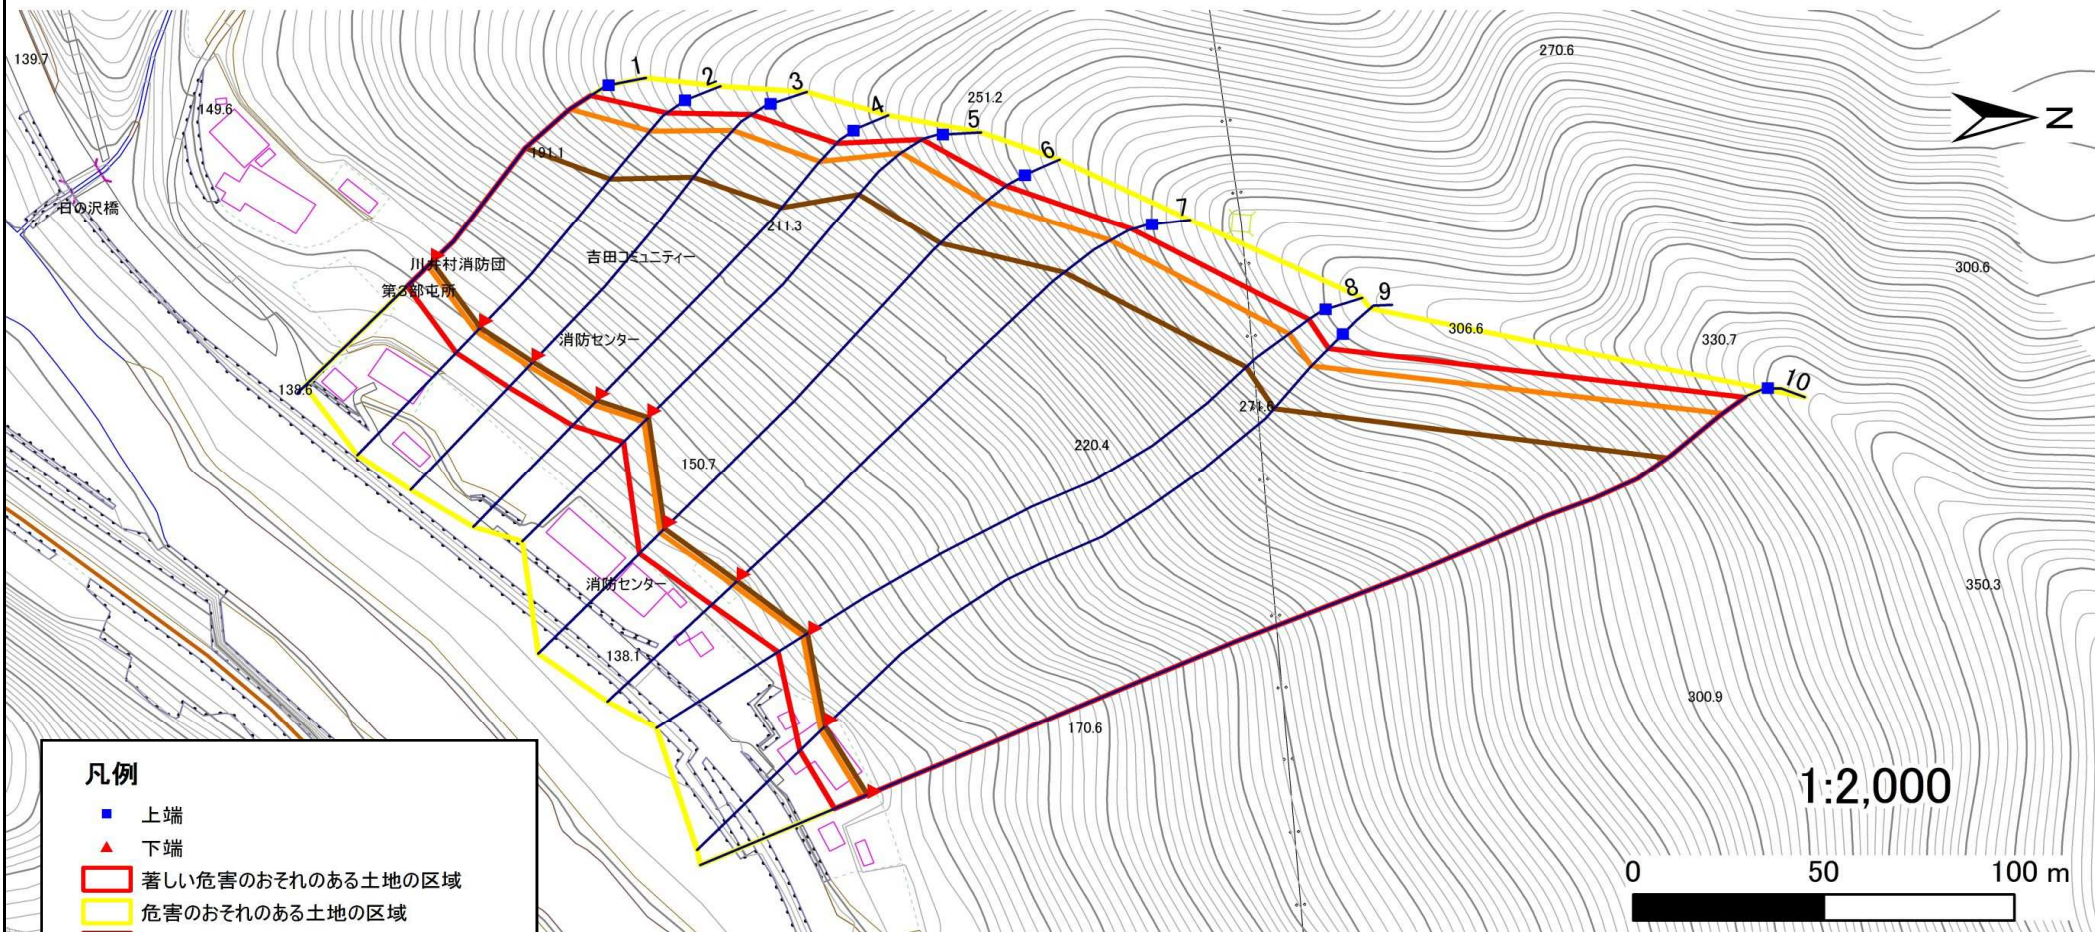 1
2
3
4
5
6
7
8
9
10
139.7
149.6
191.1
251.2
270.6
N
日の沢橋
211.3
吉田コミュニティー
川井村消防団
第3部屯所
300.6
消防センター
306.6
330.7
138.6
271.6
220.4
150.7
消防センター
350.3
138.1
170.6
300.9
凡例
上端
下端
著しい危害のおそれのある土地の区域
危害のおそれのある土地の区域
1:2,000
0 50 100 m